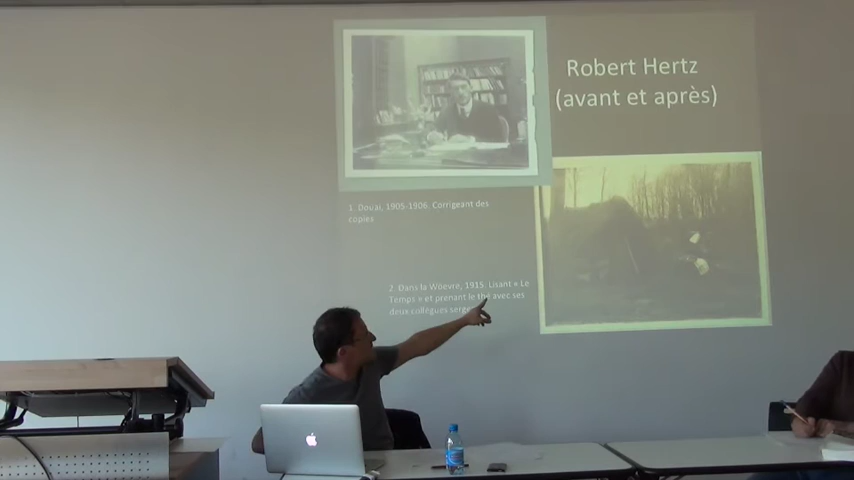 Robert Hertz
(avant et après)
1. Douai, 1905-1906. Corrigeant des
copies
2. Dans la Woëvre, 1915. Lisant « Le
Temps » et prenant le thé avec ses
deux collègues